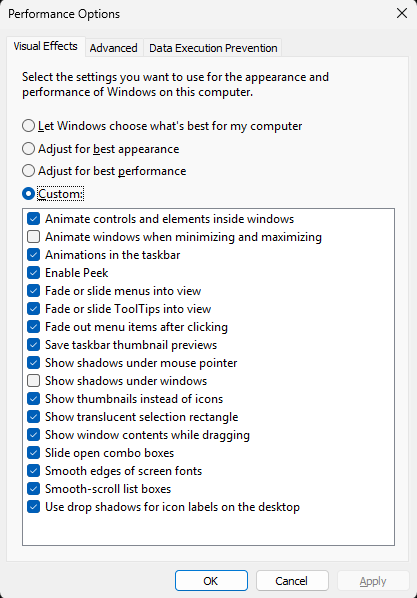 Performance Options
Visual Effects
Advanced
Data Execution Prevention
Select the settings you want to use for the appearance and
performance of Windows on this computer.
Let Windows choose what's best for my computer
Adjust for best appearance
Adjust for best performance
Custom:
Animate controls and elements inside windows
Animate windows when minimizing and maximizing
Animations in the taskbar
Enable Peek
Fade or slide menus into view
Fade or slide ToolTips into view
Fade out menu items after clicking
Save taskbar thumbnail previews
Show shadows under mouse pointer
Show shadows under windows
Show thumbnails instead of icons
Show translucent selection rectangle
Show window contents while dragging
Slide open combo boxes
Smooth edges of screen fonts
Smooth-scroll list boxes
Use drop shadows for icon labels on the desktop
OK
Cancel
Apply